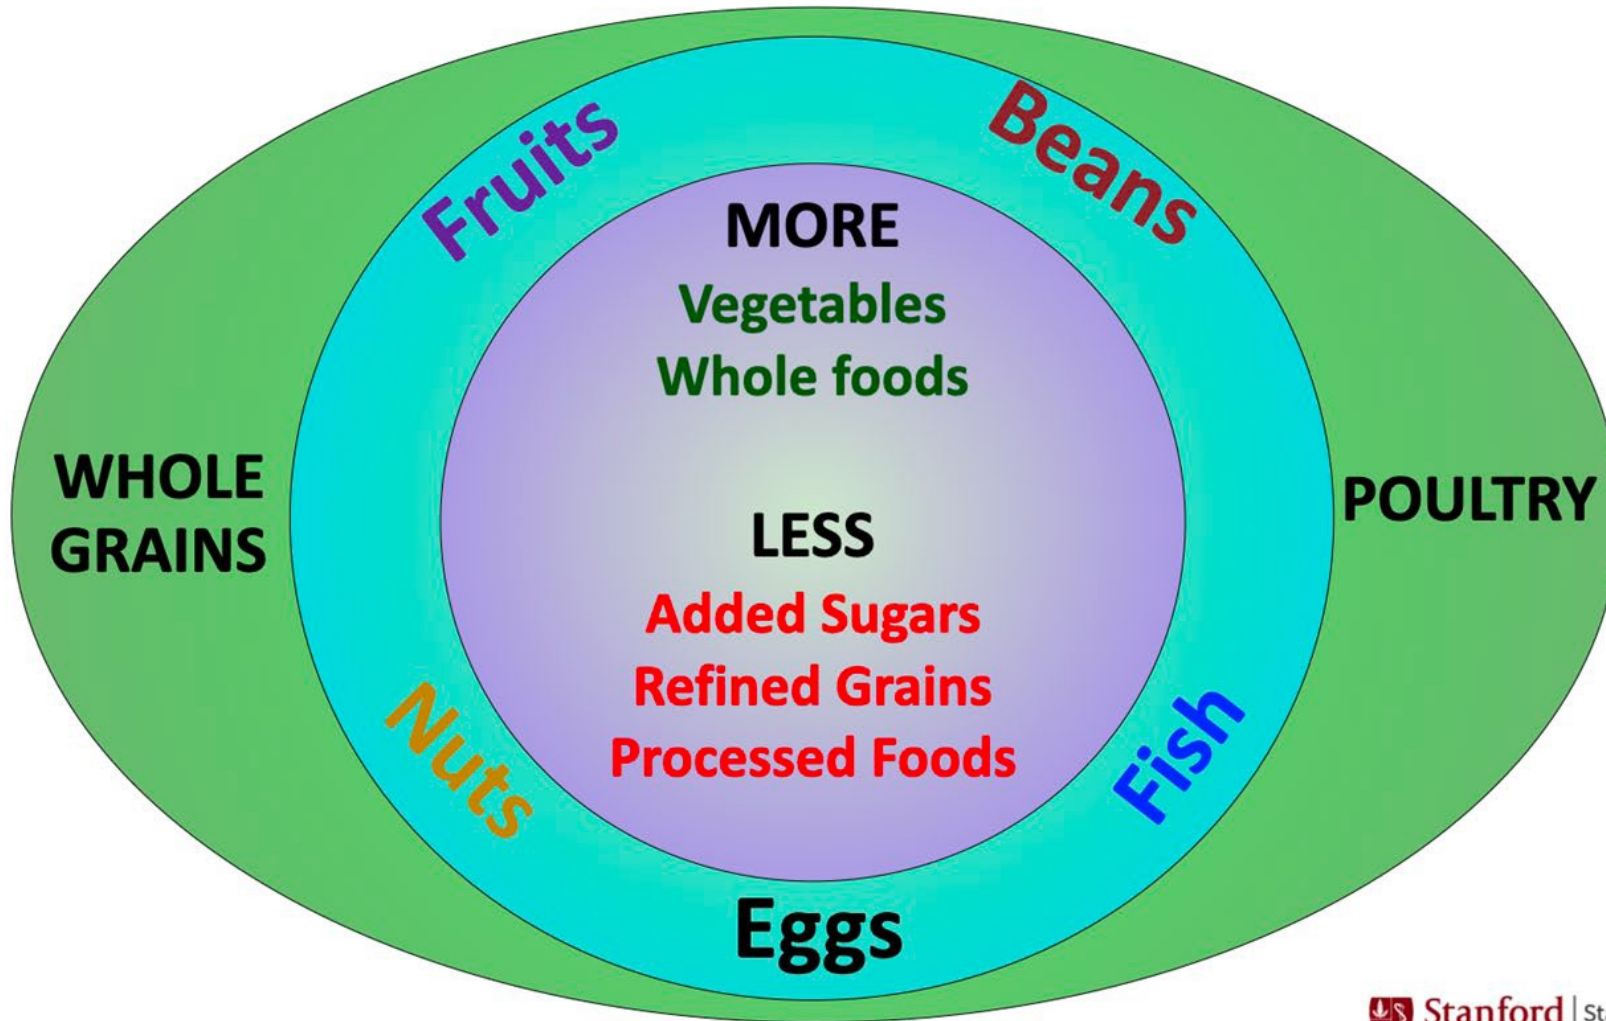 Fruits
Beans
MORE
Vegetables
Whole foods
WHOLE
GRAINS
POULTRY
LESS
Added Sugars
Refined Grains
Processed Foods
Nuts
Fish
Eggs
Stanford